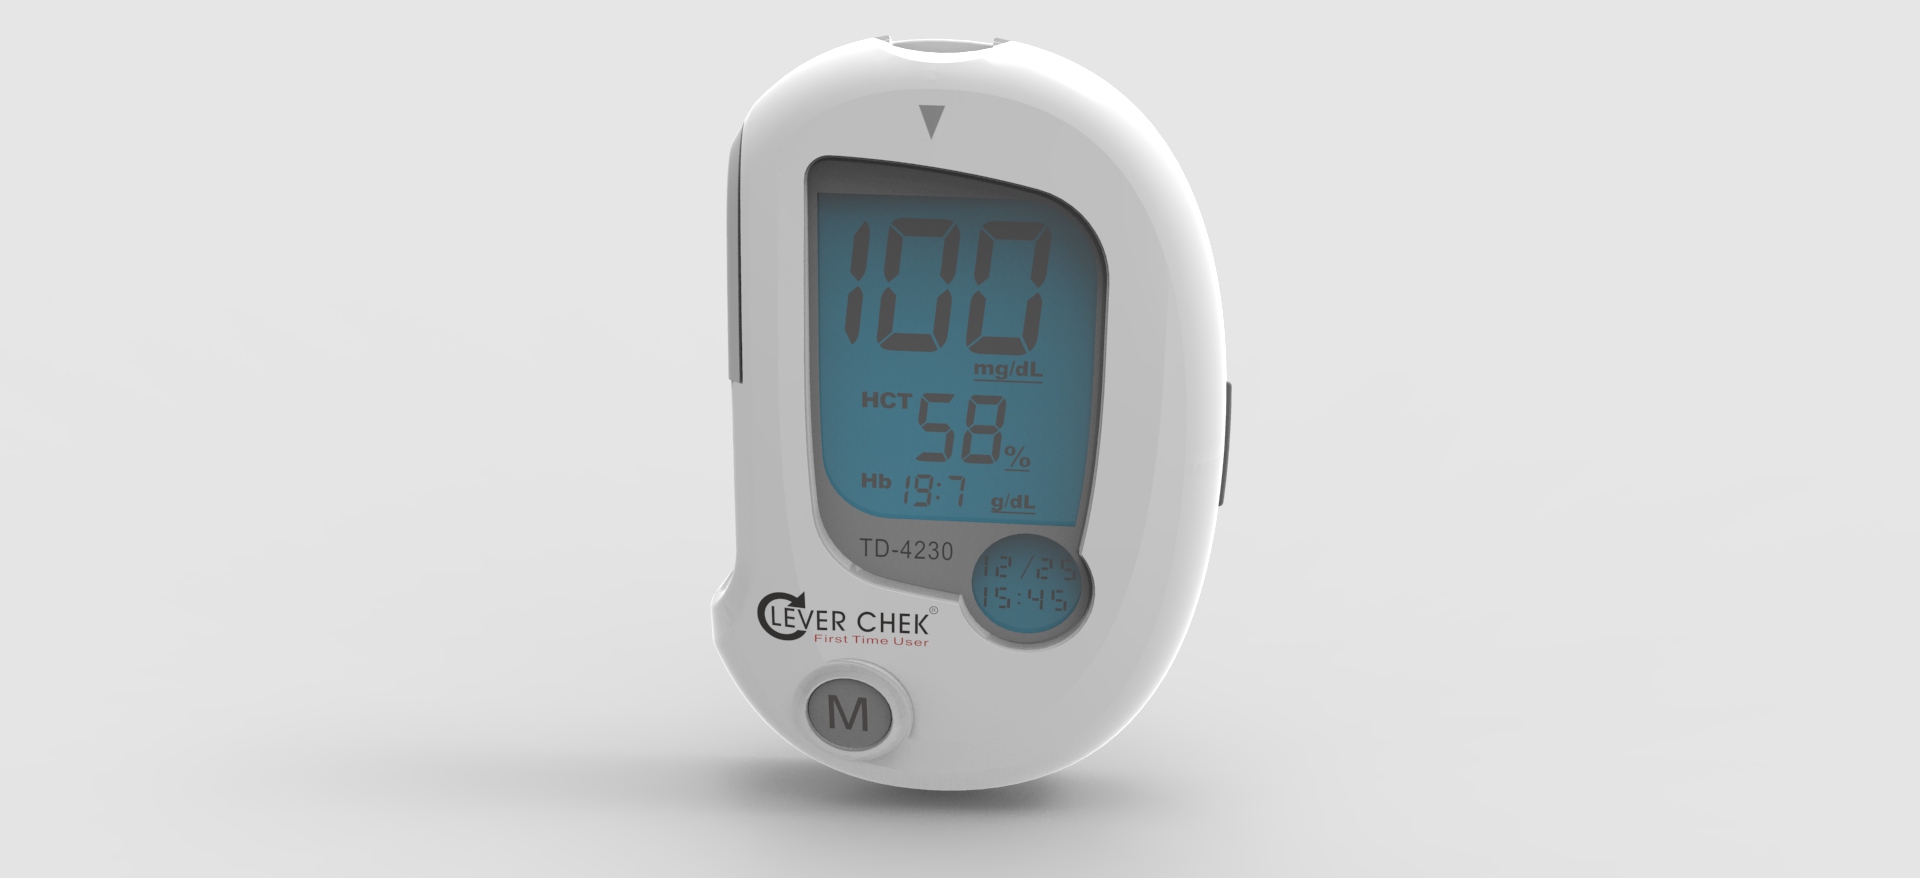 100
mg/dL
HCT 58 %
Hb 19:7 g/dL
TD-4230
12/25
15:45
CLEVER CHEK®
First Time User
M